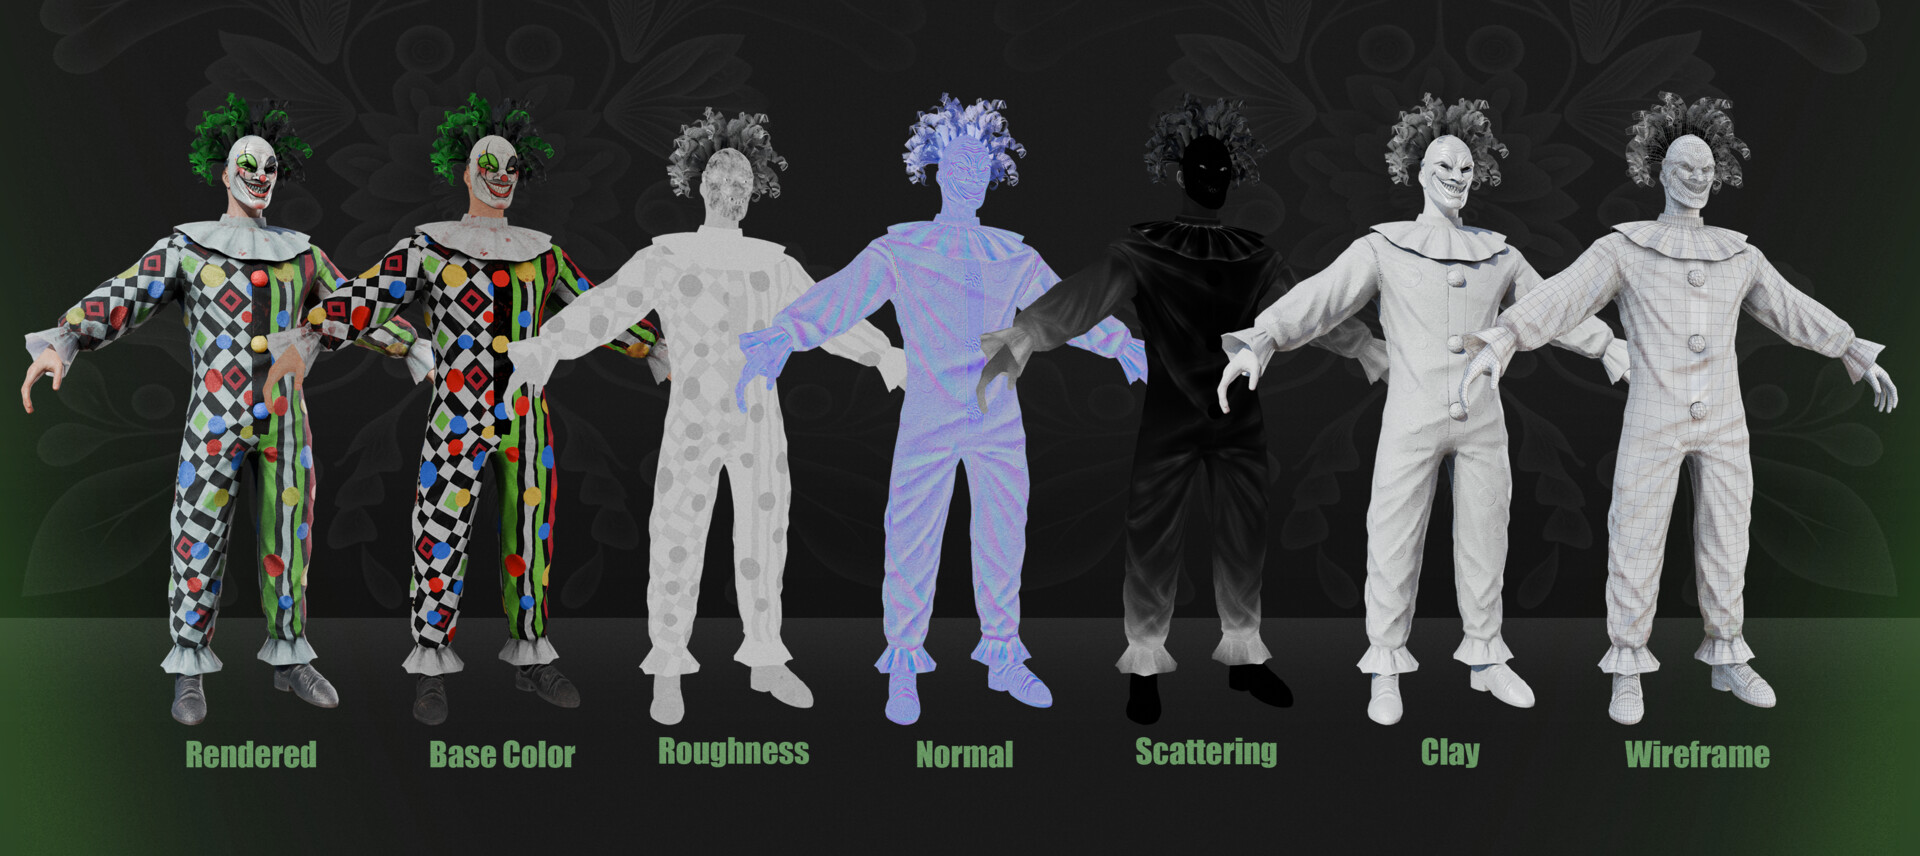 Rendered
Base Color
Roughness
Normal
Scattering
Clay
Wireframe